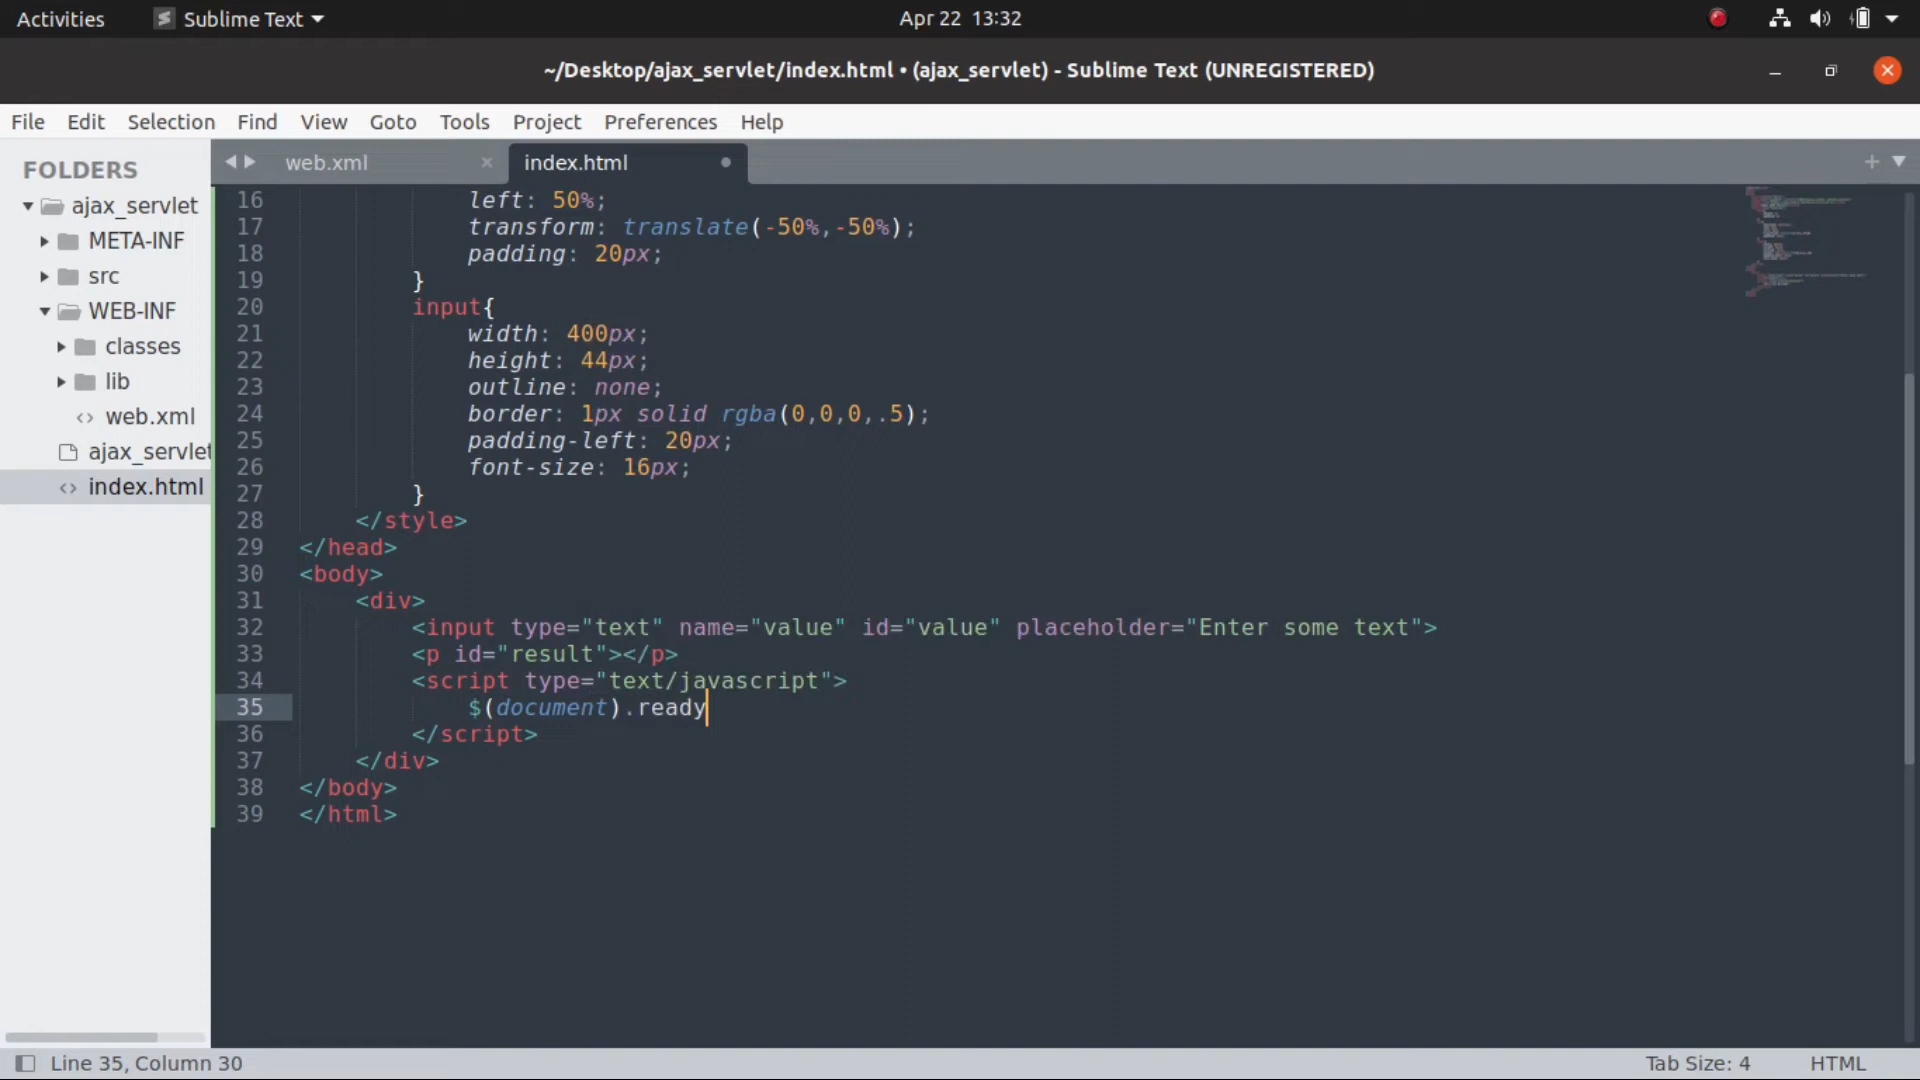 Activities Sublime Text Apr 22 13:32
~/Desktop/ajax_servlet/index.html • (ajax_servlet) - Sublime Text (UNREGISTERED)
File Edit Selection Find View Goto Tools Project Preferences Help
FOLDERS
ajax_servlet
META-INF
src
WEB-INF
classes
lib
web.xml
ajax_servlet
index.html
web.xml index.html
16 left: 50%;
17 transform: translate(-50%,-50%);
18 padding: 20px;
19 }
20 input{
21 width: 400px;
22 height: 44px;
23 outline: none;
24 border: 1px solid rgba(0,0,0,.5);
25 padding-left: 20px;
26 font-size: 16px;
27 }
28 </style>
29 </head>
30 <body>
31 <div>
32 <input type="text" name="value" id="value" placeholder="Enter some text">
33 <p id="result"></p>
34 <script type="text/javascript">
35 $(document).ready
36 </script>
37 </div>
38 </body>
39 </html>
Line 35, Column 30 Tab Size: 4 HTML